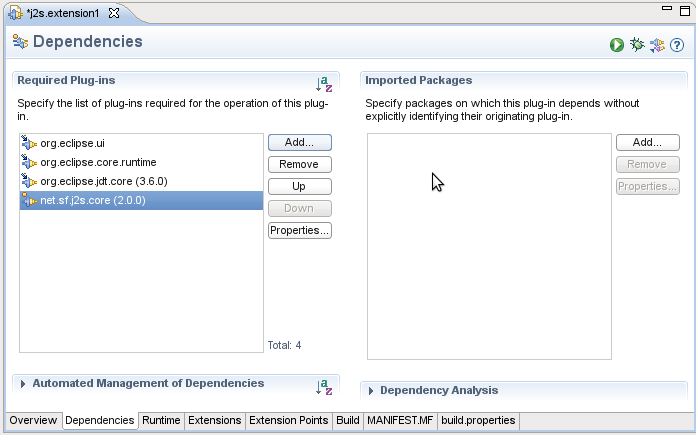 *j2s.extension1
Dependencies
Required Plug-ins
Specify the list of plug-ins required for the operation of this plug-
in.
org.eclipse.ui
org.eclipse.core.runtime
org.eclipse.jdt.core (3.6.0)
net.sf.j2s.core (2.0.0)
Add...
Remove
Up
Down
Properties...
Total: 4
Automated Management of Dependencies
Imported Packages
Specify packages on which this plug-in depends without
explicitly identifying their originating plug-in.
Add...
Remove
Properties...
Dependency Analysis
Overview Dependencies Runtime Extensions Extension Points Build MANIFEST.MF build.properties